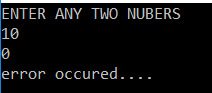 ENTER ANY TWO NUBERS
10
0
error occured....